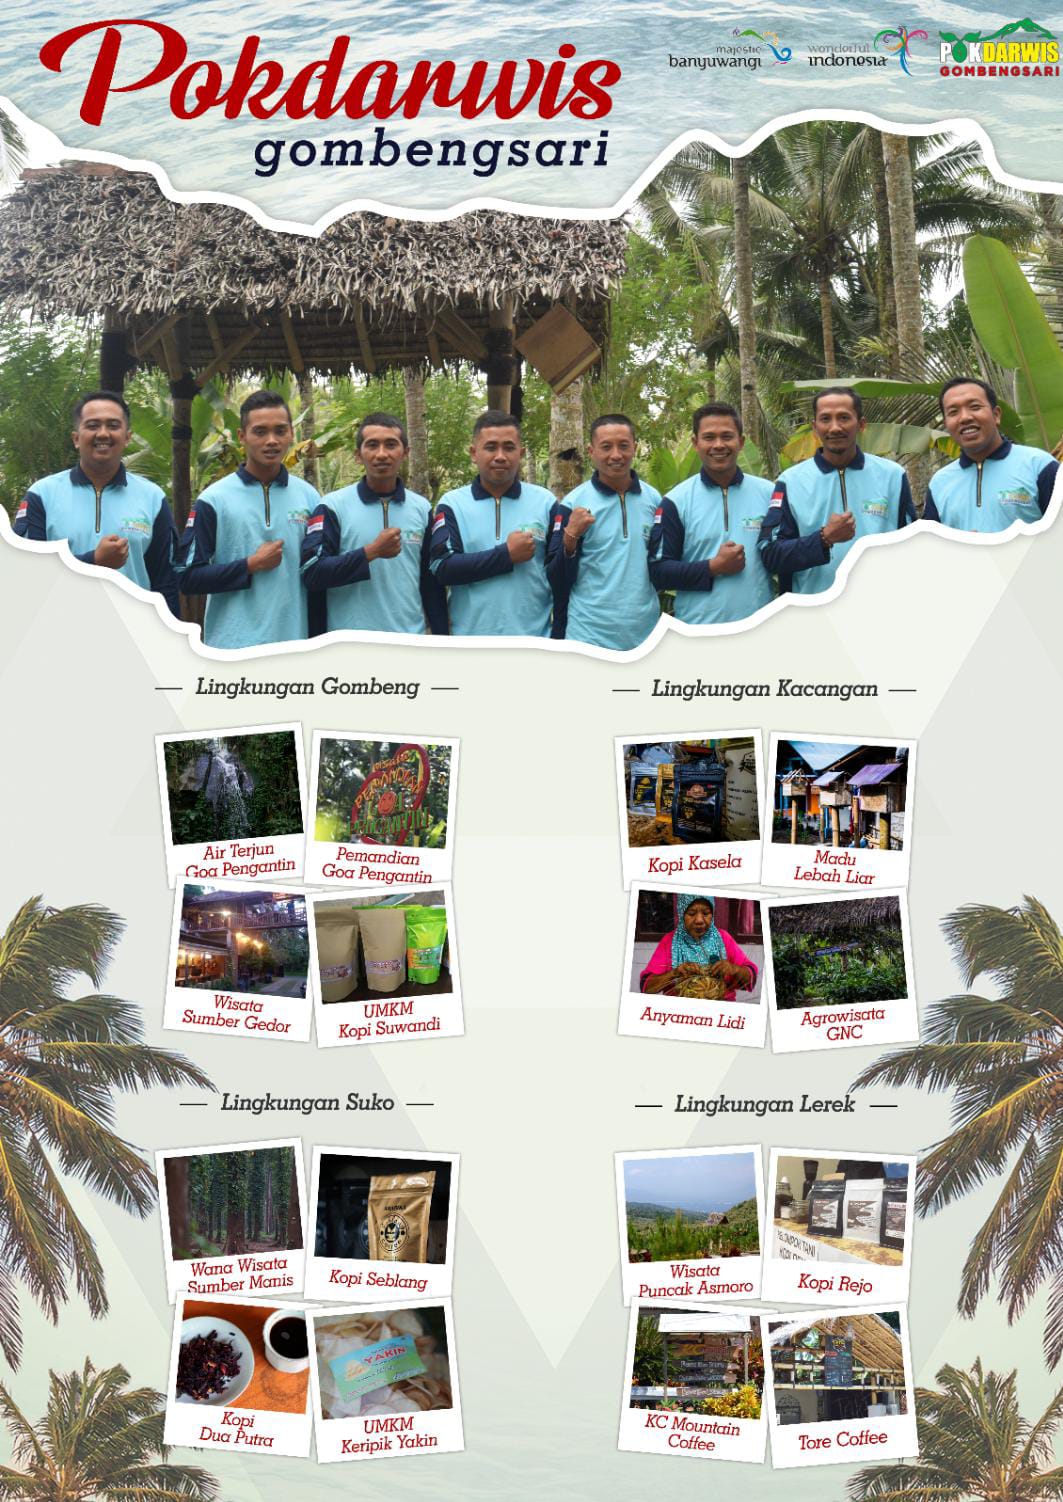 Pokdarwis
gombengsari
majestic
banyuwangi
wonderful
indonesia
POKDARWIS
GOMBENGSARI
Lingkungan Gombeng
Air Terjun
Goa Pengantin
Pemandian
Goa Pengantin
Wisata
Sumber Gedor
UMKM
Kopi Suwandi
Lingkungan Kacangan
Kopi Kasela
Madu
Lebah Liar
Anyaman Lidi
Agrowisata
GNC
Lingkungan Suko
Wana Wisata
Sumber Manis
Kopi Seblang
Kopi
Dua Putra
YAKIN
UMKM
Keripik Yakin
Lingkungan Lerek
Wisata
Puncak Asmoro
Kopi Rejo
KC Mountain
Coffee
Tore Coffee